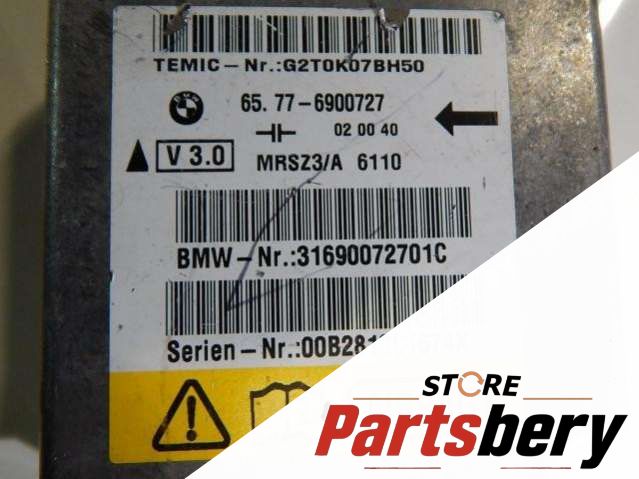 TEMIC-Nr.:G2T0K07BH50
65.77-6900727
02 00 40
V 3.0
MRSZ3/A 6110
BMW-Nr.:31690072701C
Serien-Nr.:00B281
STORE
Partsbery